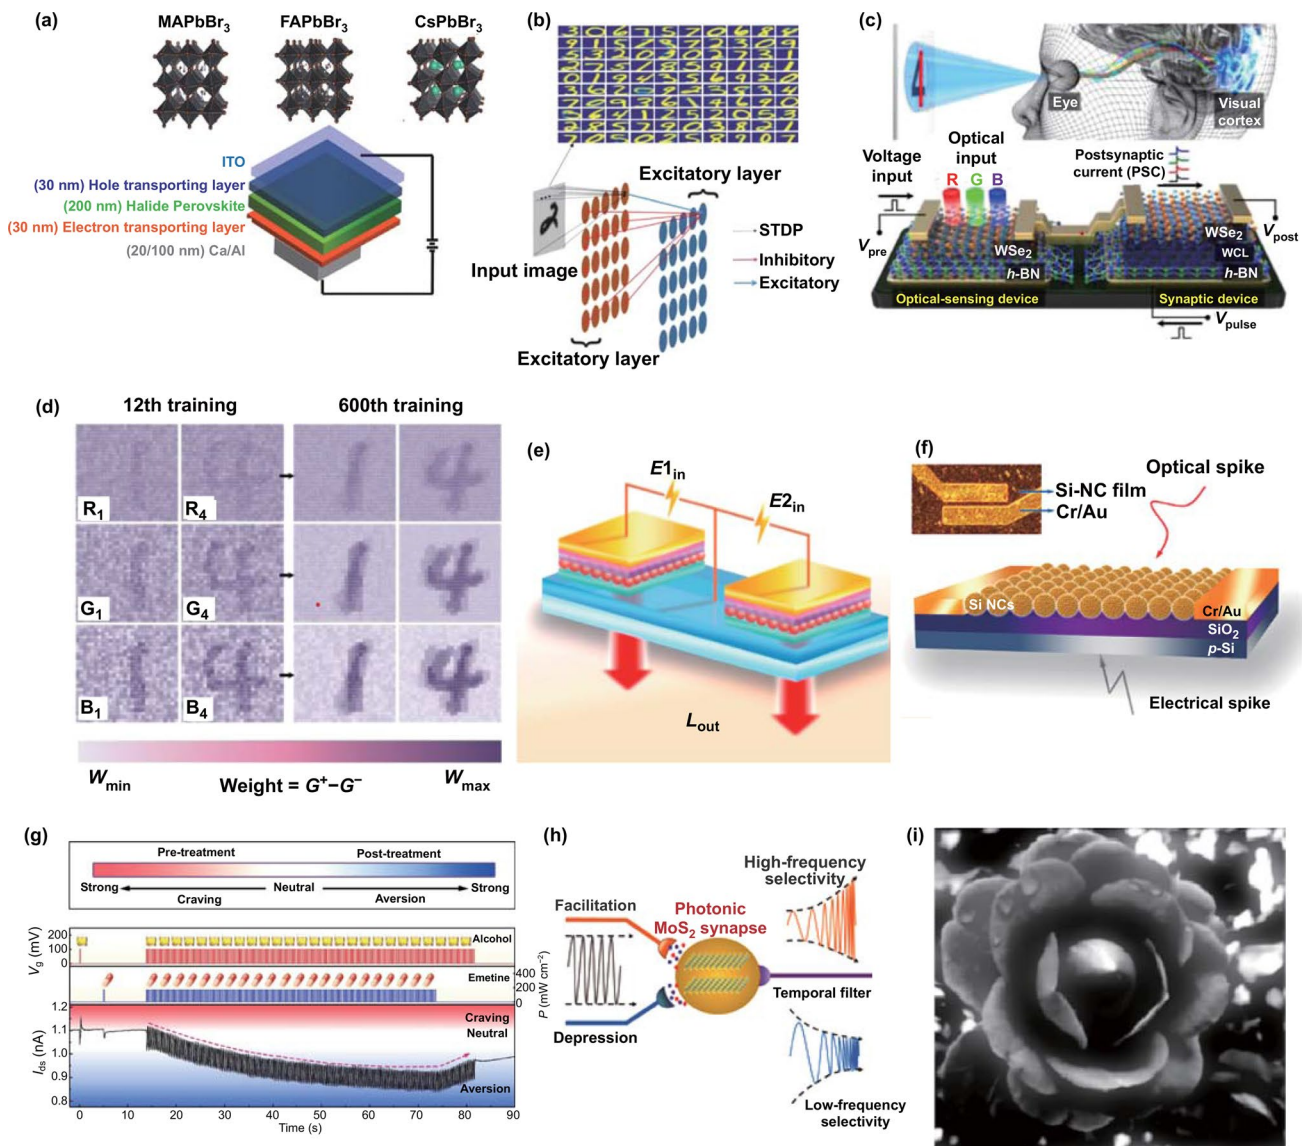 (a)
MAPbBr3
FAPbBr3
CsPbBr3
ITO
(30 nm) Hole transporting layer
(200 nm) Halide Perovskite
(30 nm) Electron transporting layer
(20/100 nm) Ca/Al
(b)
Excitatory layer
Input image
STDP
Inhibitory
Excitatory
Excitatory layer
(c)
Eye
Visual
cortex
Voltage
input
Optical
input
R G B
Postsynaptic
current (PSC)
Vpre
WSe2
h-BN
WSe2
WCL
h-BN
Vpost
Optical-sensing device
Synaptic device
Vpulse
(d)
12th training
600th training
R1
R4
G1
G4
B1
B4
Wmin
Weight = G+−G−
Wmax
(e)
E1in
E2in
Lout
(f)
Optical spike
Si-NC film
Cr/Au
Si NCs
Cr/Au
SiO2
p-Si
Electrical spike
(g)
Pre-treatment
Post-treatment
Strong
Neutral
Strong
Craving
Aversion
Vg (mV)
200
100
0
Alcohol
Emetine
400
200
0
P (mW cm−2)
Ids (nA)
1.2
1.1
1.0
0.9
0.8
Craving
Neutral
Aversion
0 10 20 30 40 50 60 70 80 90
Time (s)
(h)
High-frequency
selectivity
Facilitation
Photonic
MoS2 synapse
Temporal filter
Depression
Low-frequency
selectivity
(i)